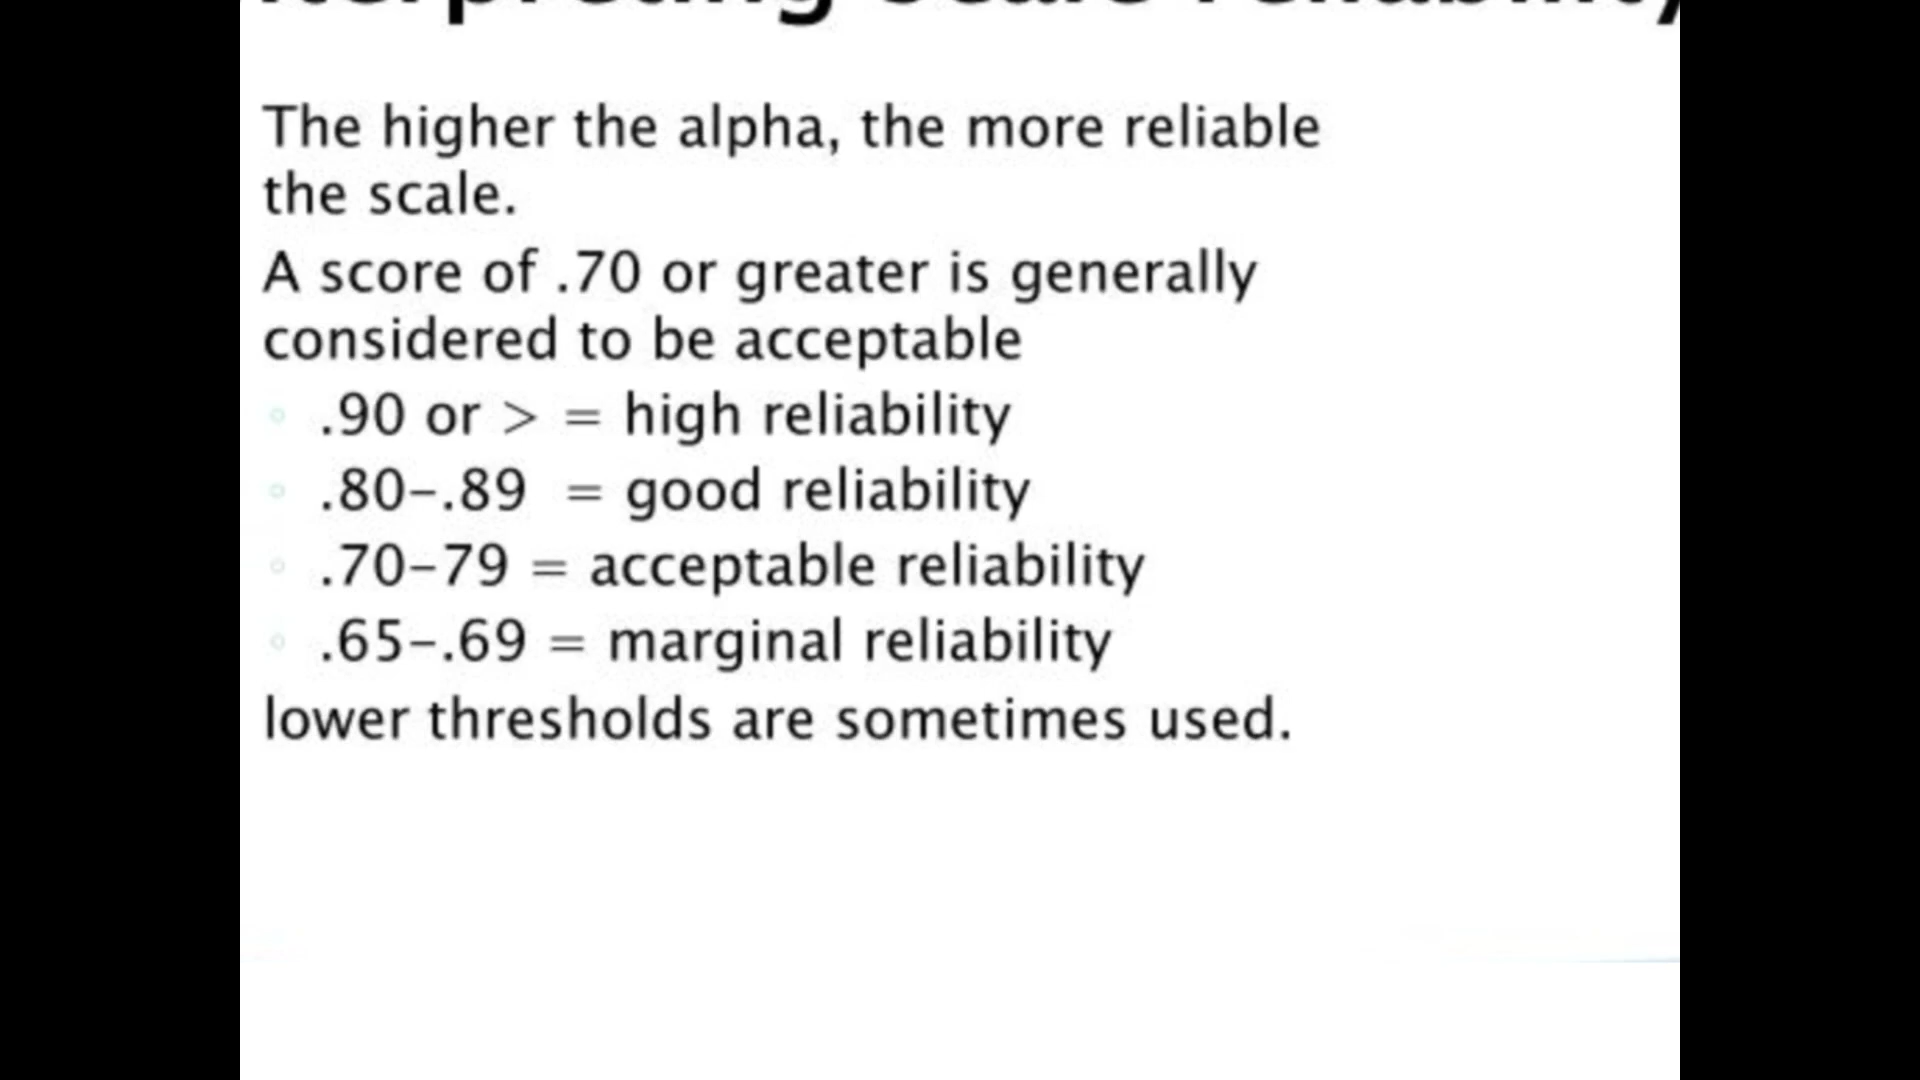 scale reliability
The higher the alpha, the more reliable
the scale.
A score of .70 or greater is generally
considered to be acceptable
.90 or > = high reliability
.80–.89 = good reliability
.70–79 = acceptable reliability
.65–.69 = marginal reliability
lower thresholds are sometimes used.